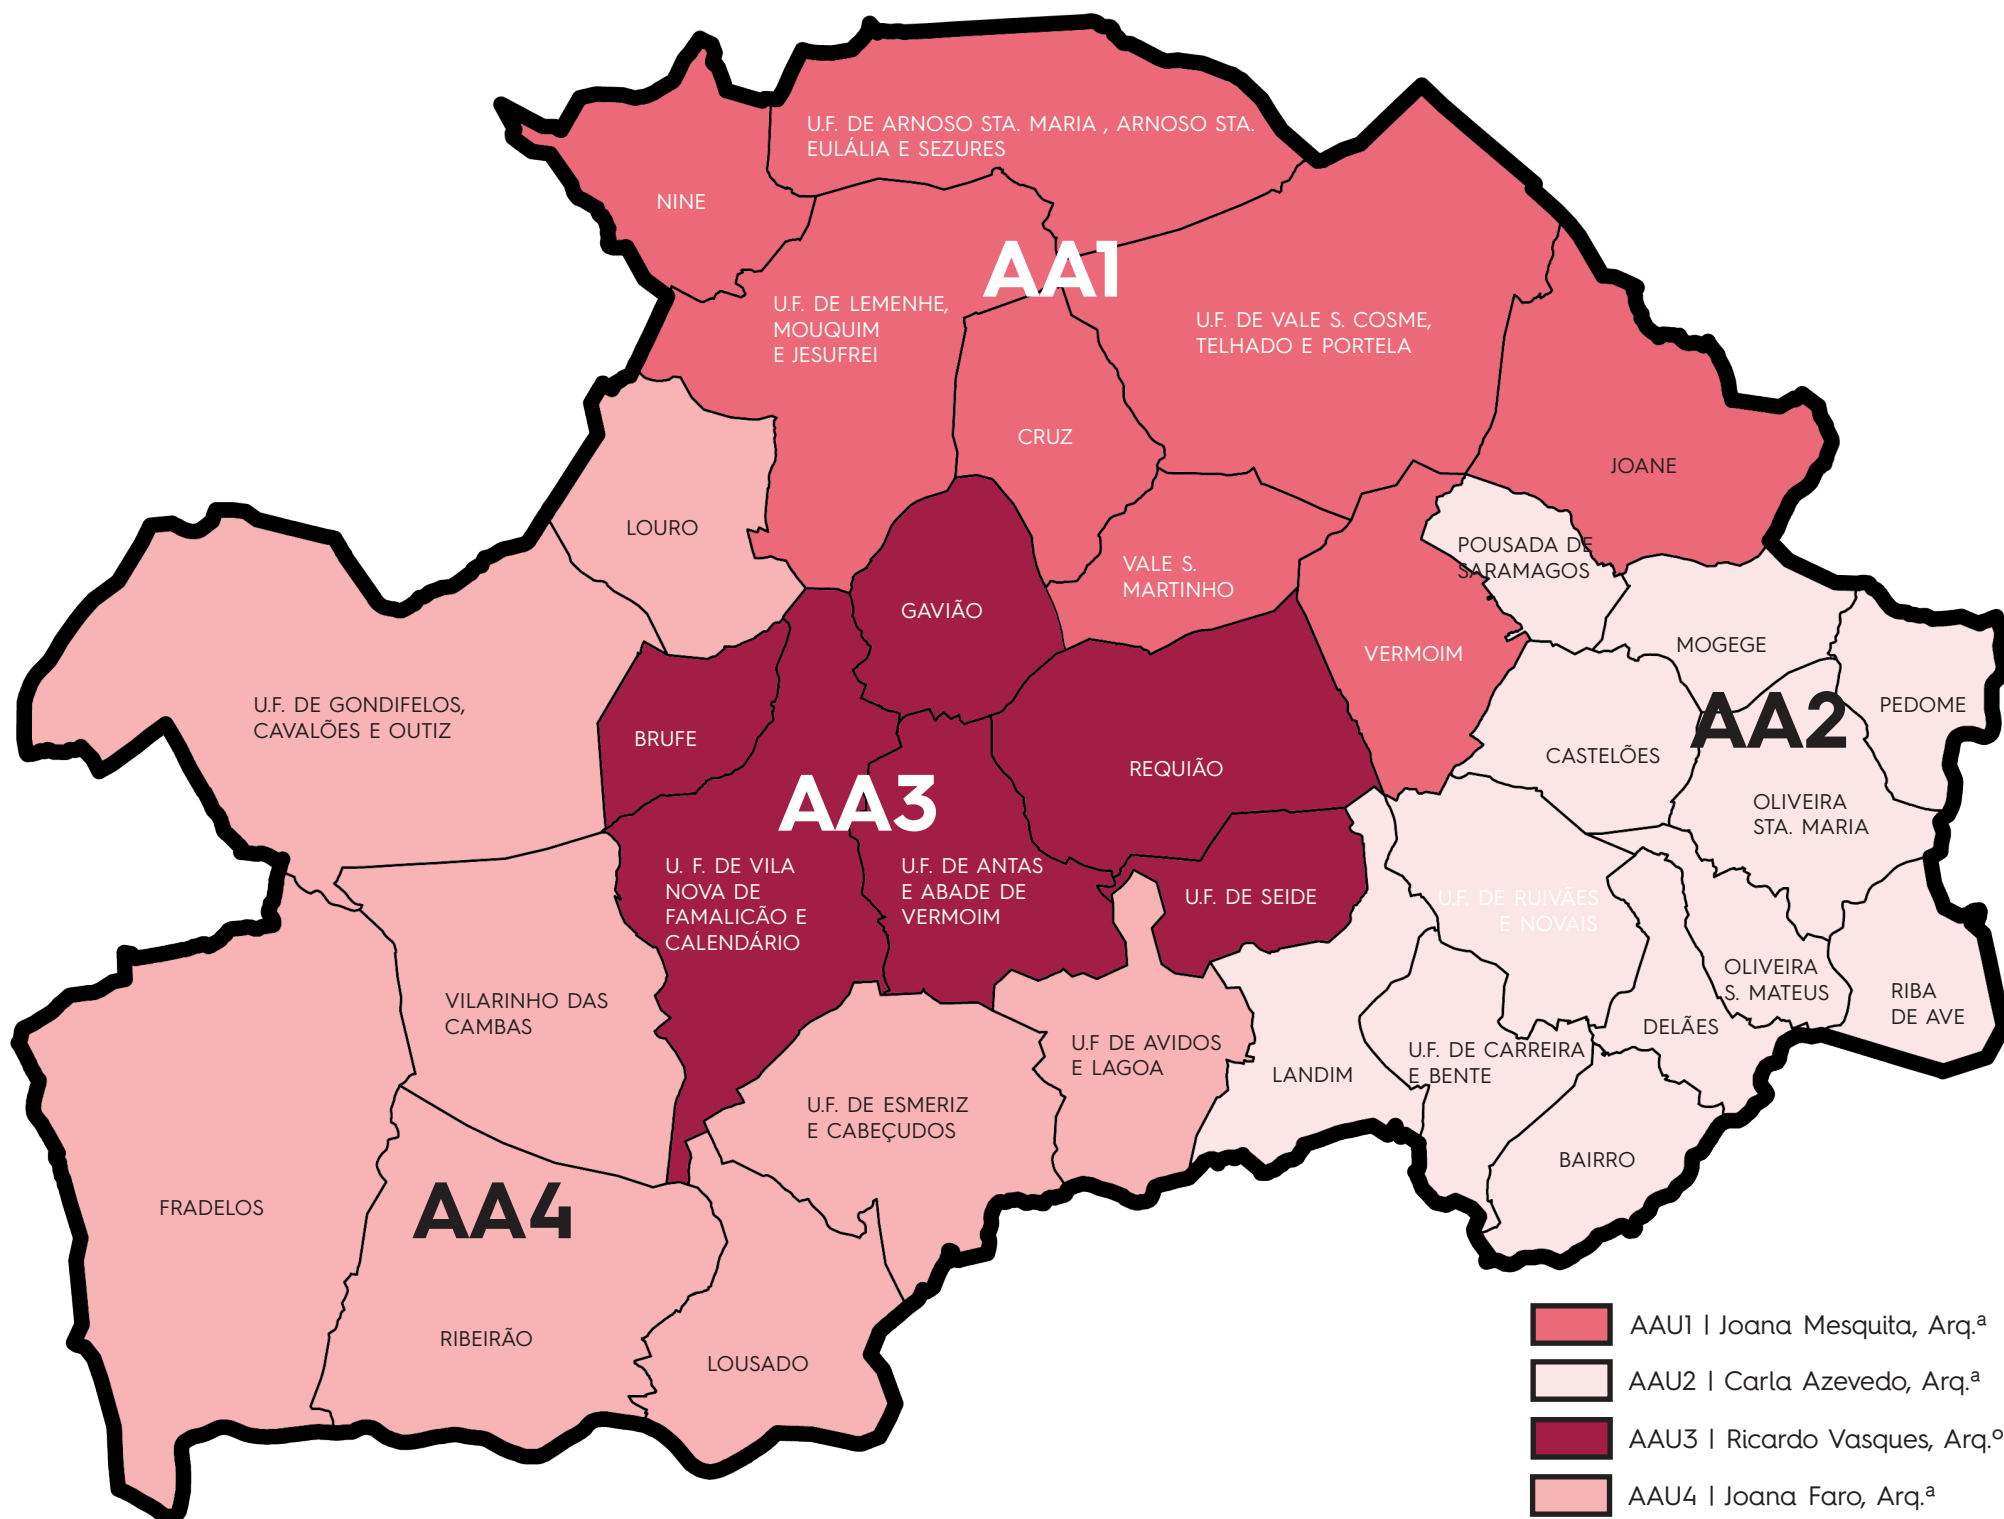 U.F. DE ARNOSO STA. MARIA , ARNOSO STA.
EULÁLIA E SEZURES
NINE
AA1
U.F. DE LEMENHE,
MOUQUIM
E JESUFREI
U.F. DE VALE S. COSME,
TELHADO E PORTELA
CRUZ
JOANE
LOURO
VALE S.
MARTINHO
POUSADA DE
SARAMAGOS
GAVIÃO
VERMOIM
MOGEGE
U.F. DE GONDIFELOS,
CAVALÕES E OUTIZ
BRUFE
REQUIÃO
CASTELÕES
AA2
PEDOME
AA3
OLIVEIRA
STA. MARIA
U. F. DE VILA
NOVA DE
FAMALICÃO E
CALENDÁRIO
U.F. DE ANTAS
E ABADE DE
VERMOIM
U.F. DE SEIDE
U.F. DE RUIVÃES
E NOVAIS
OLIVEIRA
S. MATEUS
RIBA
DE AVE
VILARINHO DAS
CAMBAS
DELÃES
U.F DE AVIDOS
E LAGOA
LANDIM
U.F. DE CARREIRA
E BENTE
U.F. DE ESMERIZ
E CABEÇUDOS
BAIRRO
FRADELOS
AA4
RIBEIRÃO
LOUSADO
AAU1 | Joana Mesquita, Arq.ª
AAU2 | Carla Azevedo, Arq.ª
AAU3 | Ricardo Vasques, Arq.º
AAU4 | Joana Faro, Arq.ª